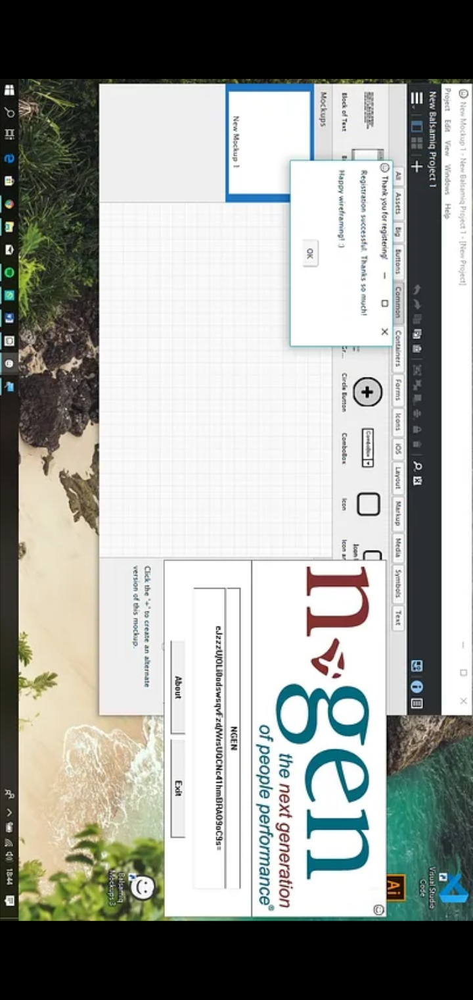 New Mockup 1 - New Balsamiq Project 1 - [New Project]
Project Edit View Windows Help
New Balsamiq Project 1
All Assets Big Buttons Common Containers Forms Icons iOS Layout Markup Media Symbols Text
Thank you for registering!
Registration successful. Thanks so much!
Happy wireframing! :)
OK
ComboBox
Block of Text
Circle Button
ComboBox
Icon
Mockups
New Mockup 1
Click the '+' to create an alternate
version of this mockup.
n gen
the next generation
of people performance®
NGEN
About
Exit
Visual Studio
Code
Ai
Balsamiq
Mockups 3
18:44